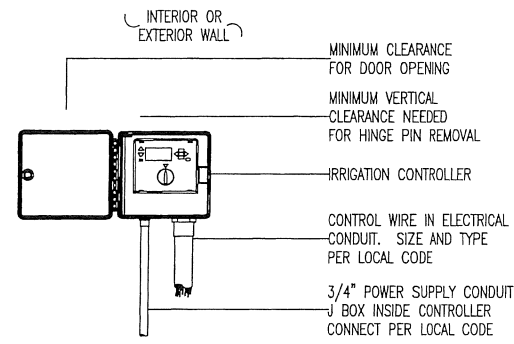 INTERIOR OR
EXTERIOR WALL
MINIMUM CLEARANCE
FOR DOOR OPENING
MINIMUM VERTICAL
CLEARANCE NEEDED
FOR HINGE PIN REMOVAL
IRRIGATION CONTROLLER
CONTROL WIRE IN ELECTRICAL
CONDUIT. SIZE AND TYPE
PER LOCAL CODE
3/4" POWER SUPPLY CONDUIT
J BOX INSIDE CONTROLLER
CONNECT PER LOCAL CODE